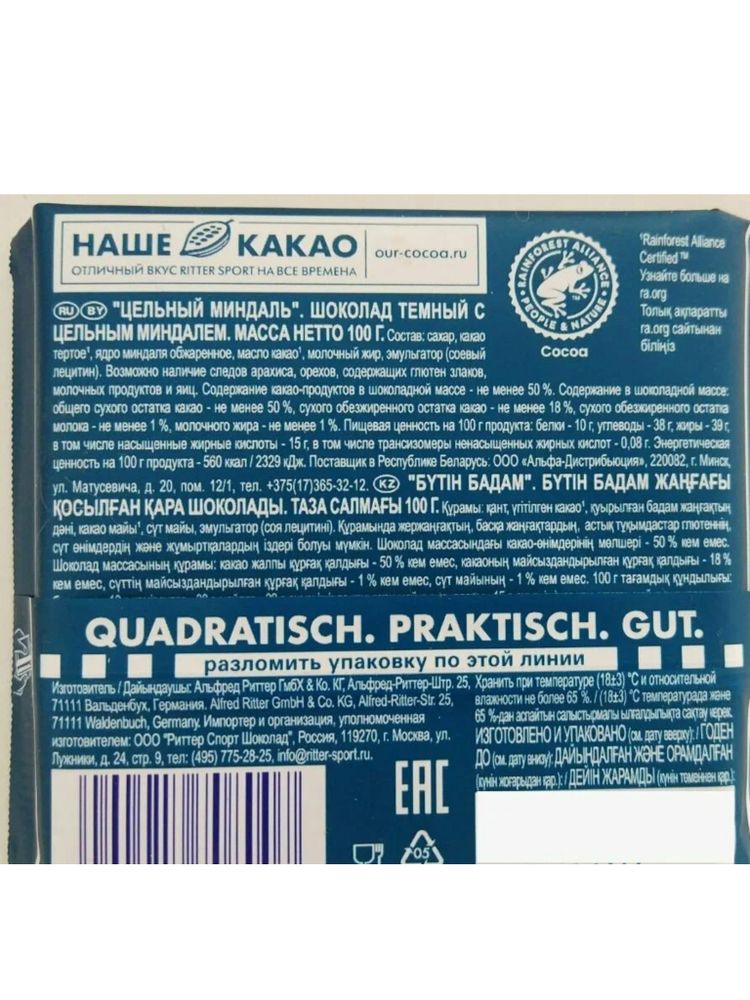 НАШЕ КАКАО
ОТЛИЧНЫЙ ВКУС RITTER SPORT НА ВСЕ ВРЕМЕНА
our-cocoa.ru
RAINFOREST ALLIANCE
PEOPLE & NATURE
Cocoa
¹Rainforest Alliance
Certified™
Узнайте больше на
ra.org
Толық ақпаратты
ra.org сайтынан
біліңіз
RU BY "ЦЕЛЬНЫЙ МИНДАЛЬ". ШОКОЛАД ТЕМНЫЙ С
ЦЕЛЬНЫМ МИНДАЛЕМ. МАССА НЕТТО 100 Г. Состав: сахар, какао
тертое¹, ядро миндаля обжаренное, масло какао¹, молочный жир, эмульгатор (соевый
лецитин). Возможно наличие следов арахиса, орехов, содержащих глютен злаков,
молочных продуктов и яиц. Содержание какао-продуктов в шоколадной массе - не менее 50 %. Содержание в шоколадной массе:
общего сухого остатка какао - не менее 50 %, сухого обезжиренного остатка какао - не менее 18 %, сухого обезжиренного остатка
молока - не менее 1 %, молочного жира - не менее 1 %. Пищевая ценность на 100 г продукта: белки - 10 г, углеводы - 38 г, жиры - 39 г,
в том числе насыщенные жирные кислоты - 15 г, в том числе трансизомеры ненасыщенных жирных кислот - 0,08 г. Энергетическая
ценность на 100 г продукта - 560 ккал / 2329 кДж. Поставщик в Республике Беларусь: ООО «Альфа-Дистрибьюция», 220082, г. Минск,
ул. Матусевича, д. 20, пом. 12/1, тел. +375(17)365-32-12. KZ "БҮТІН БАДАМ". БҮТІН БАДАМ ЖАҢҒАҒЫ
ҚОСЫЛҒАН ҚАРА ШОКОЛАДЫ. ТАЗА САЛМАҒЫ 100 Г. Құрамы: қант, үгітілген какао¹, қуырылған бадам жаңғақтың
дәні, какао майы¹, сүт майы, эмульгатор (соя лецитині). Құрамында жержаңғақтың, басқа жаңғақтардың, астық тұқымдастар глютеннің,
сүт өнімдердің және жұмыртқалардың іздері болуы мүмкін. Шоколад массасындағы какао-өнімдерінің мөлшері - 50 % кем емес.
Шоколад массасының құрамы: какао жалпы құрғақ қалдығы - 50 % кем емес, какаоның майсыздандырылған құрғақ қалдығы - 18 %
кем емес, сүттің майсыздандырылған құрғақ қалдығы - 1 % кем емес, сүт майының - 1 % кем емес. 100 г тағамдық құндылығы:
QUADRATISCH. PRAKTISCH. GUT.
разломить упаковку по этой линии
Изготовитель / Дайындаушы: Альфред Риттер ГмбХ & Ко. КГ, Альфред-Риттер-Штр. 25,
71111 Вальденбух, Германия. Alfred Ritter GmbH & Co. KG, Alfred-Ritter-Str. 25,
71111 Waldenbuch, Germany. Импортер и организация, уполномоченная
изготовителем: ООО "Риттер Спорт Шоколад", Россия, 119270, г. Москва, ул.
Лужники, д. 24, стр. 9, тел: (495) 775-28-25, info@ritter-sport.ru.
Хранить при температуре (18±3) °C и относительной
влажности не более 65 %. / (18±3) °C температурада және
65 %-дан аспайтын салыстырмалы ылғалдылықта сақтау керек.
ИЗГОТОВЛЕНО И УПАКОВАНО (см. дату вверху): / ГОДЕН
ДО (см. дату внизу): ДАЙЫНДАЛҒАН ЖӘНЕ ОРАМДАЛҒАН
(күнін жоғарыдан қар.): / ДЕЙІН ЖАРАМДЫ (күнін төменнен қар.):
EAC
05